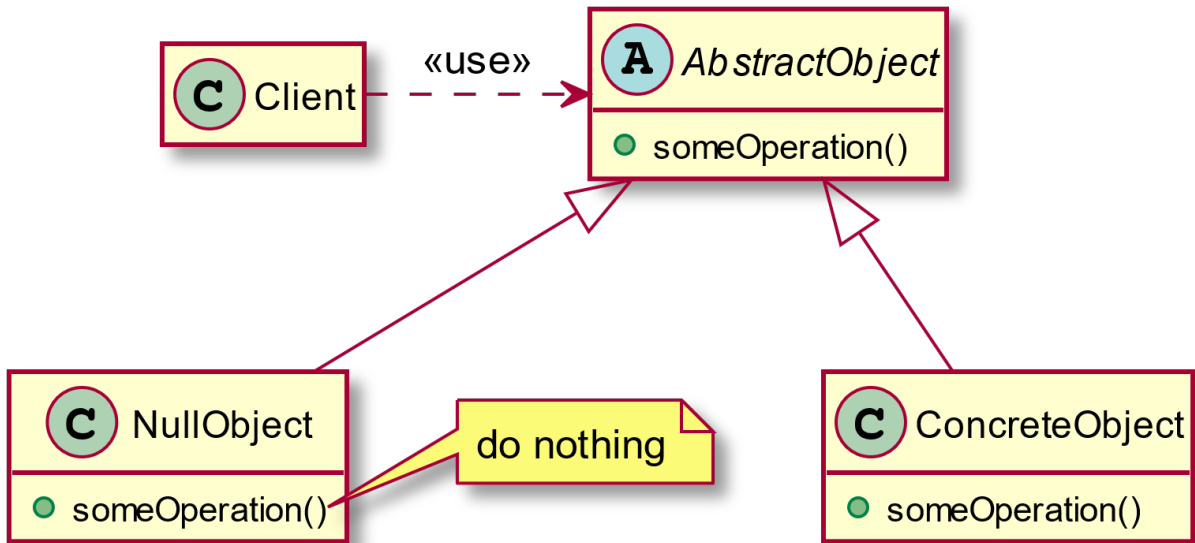 «use»
C Client
A AbstractObject
someOperation()
C NullObject
someOperation()
do nothing
C ConcreteObject
someOperation()